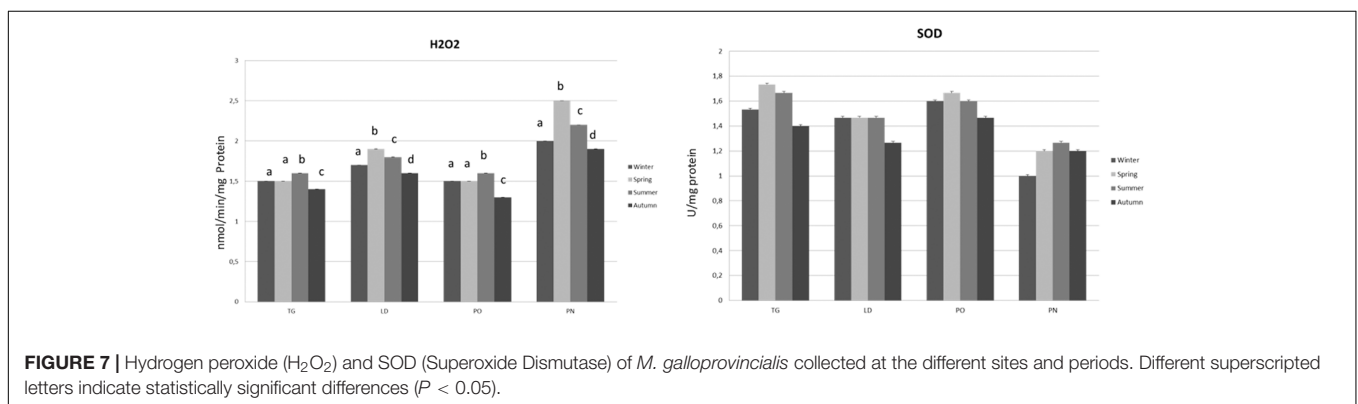 H2O2
nmol/min/mg Protein
3
2,5
2
1,5
1
0,5
0
a a b c
a b c d
a a b c
a b c d
TG LD PO PN
Winter
Spring
Summer
Autumn
SOD
U/mg protein
2
1,8
1,6
1,4
1,2
1
0,8
0,6
0,4
0,2
0
TG LD PO PN
Winter
Spring
Summer
Autumn
FIGURE 7 | Hydrogen peroxide (H₂O₂) and SOD (Superoxide Dismutase) of M. galloprovincialis collected at the different sites and periods. Different superscripted
letters indicate statistically significant differences (P < 0.05).